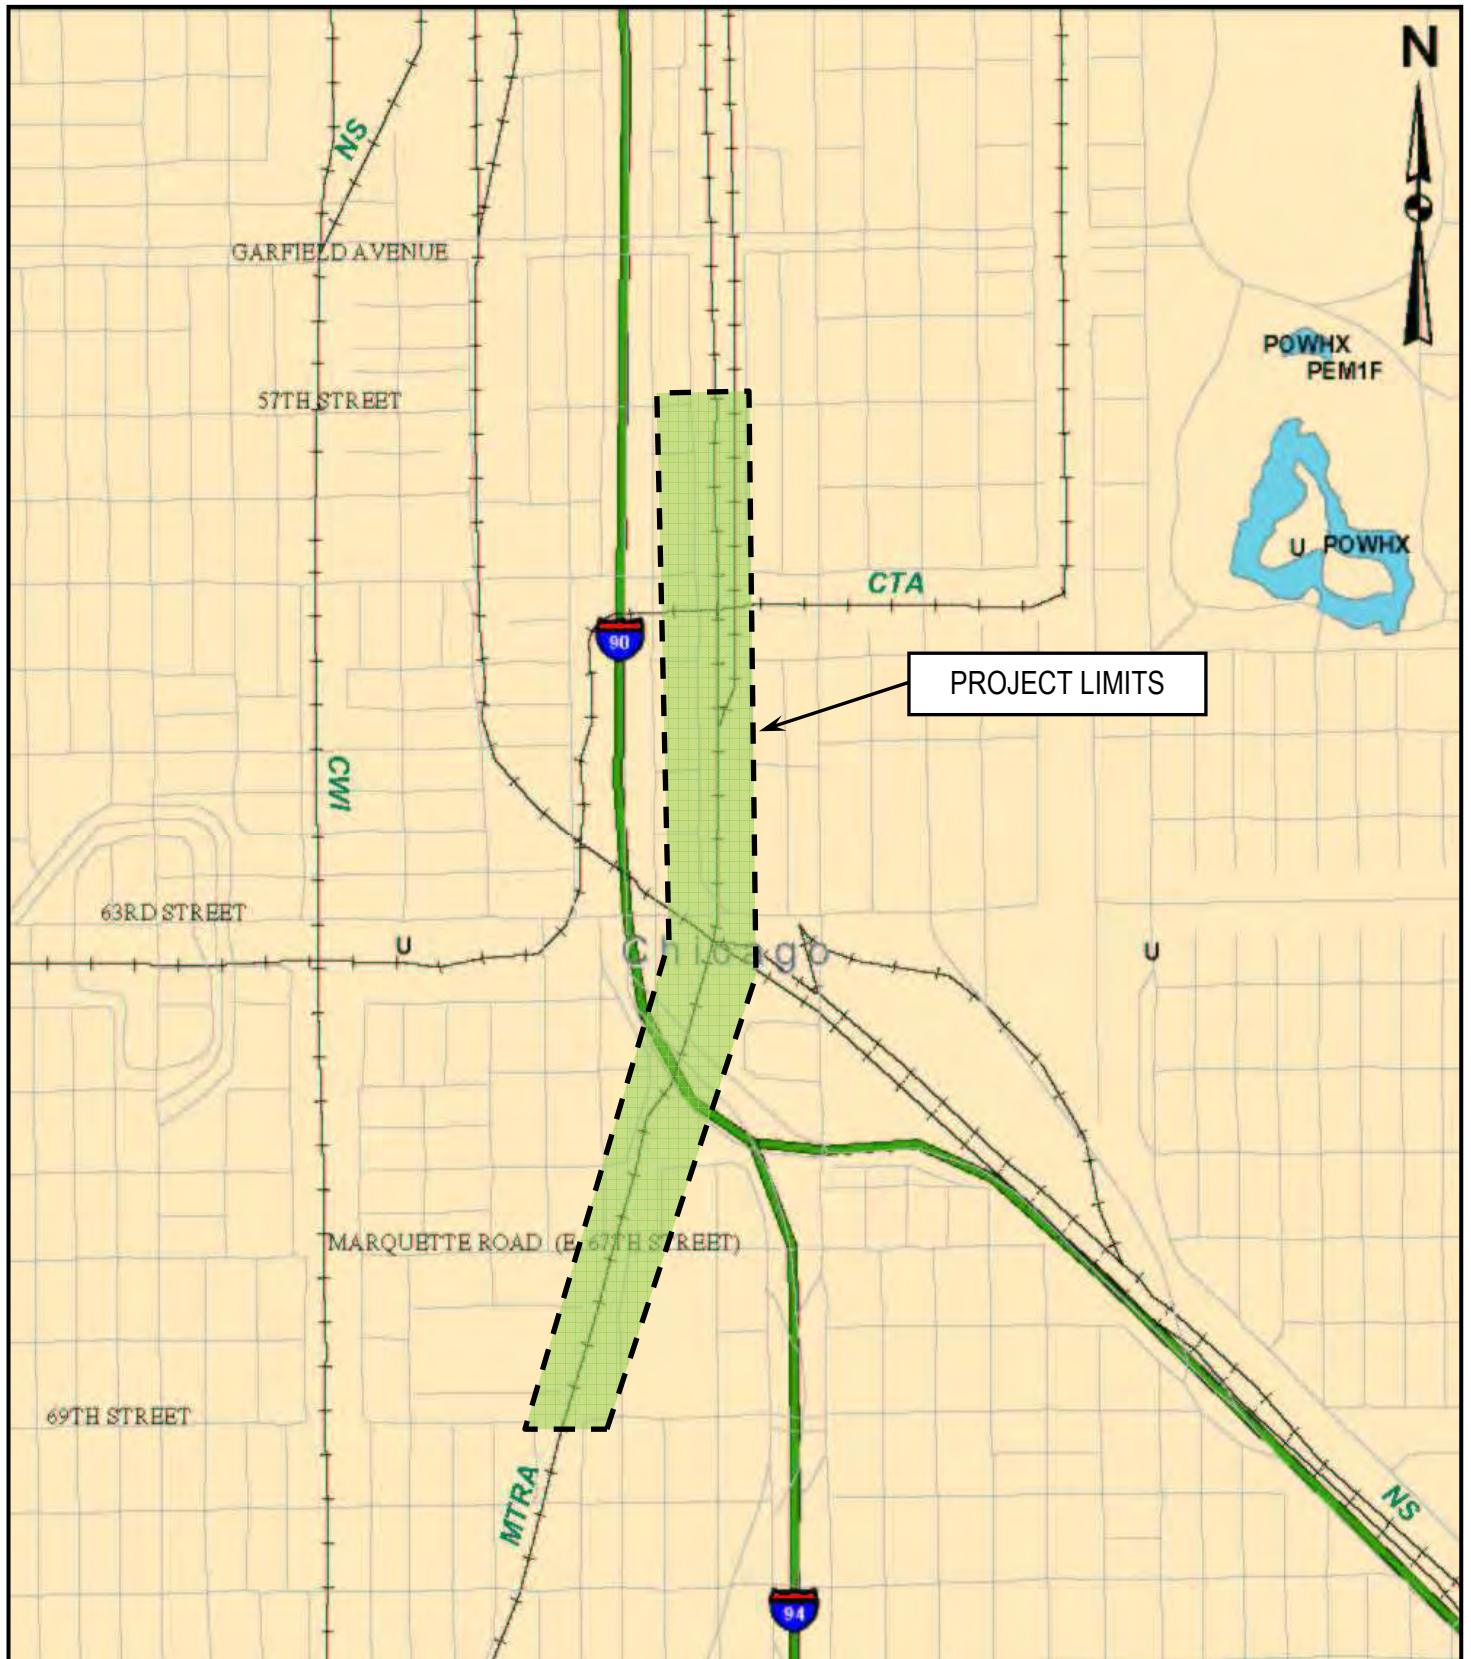 N
NS
GARFIELD AVENUE
POWHX
PEM1F
57TH STREET
U
POWHX
CTA
90
PROJECT LIMITS
CWI
63RD STREET
U
Chicago
U
MARQUETTE ROAD (E. 67TH STREET)
69TH STREET
MTRA
NS
94